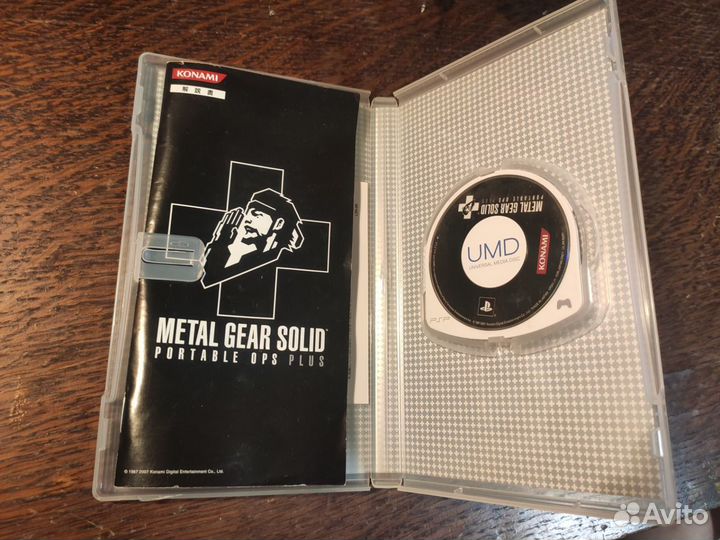 KONAMI
解説書
METAL GEAR SOLID
PORTABLE OPS PLUS
© 1987 2007 Konami Digital Entertainment Co., Ltd.
METAL GEAR SOLID
PORTABLE OPS PLUS
UMD
UNIVERSAL MEDIA DISC
KONAMI
PSP
Avito